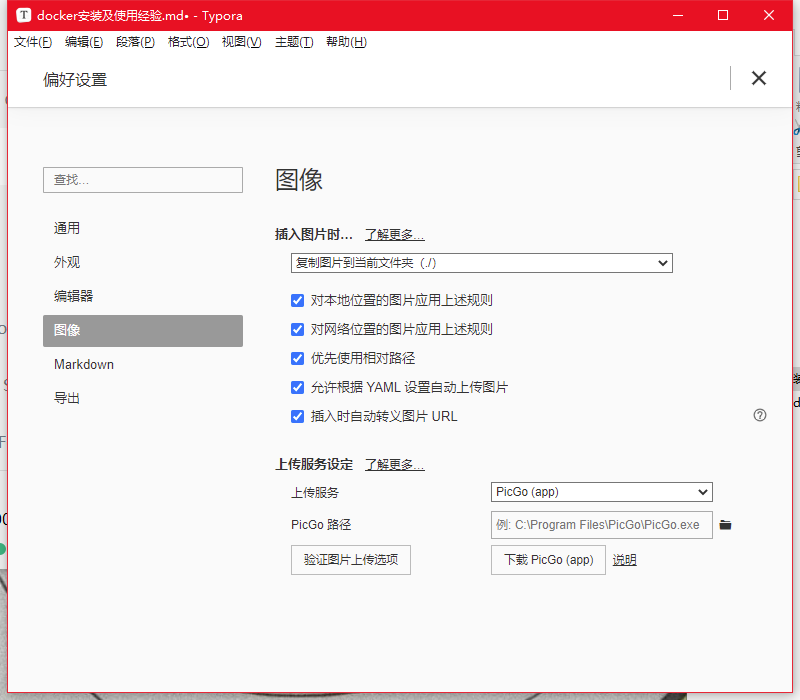 docker安装及使用经验.md• - Typora
文件(F) 编辑(E) 段落(P) 格式(O) 视图(V) 主题(T) 帮助(H)
偏好设置
查找...
图像
通用
外观
编辑器
图像
Markdown
导出
插入图片时... 了解更多...
复制图片到当前文件夹 (./)
对本地位置的图片应用上述规则
对网络位置的图片应用上述规则
优先使用相对路径
允许根据 YAML 设置自动上传图片
插入时自动转义图片 URL
上传服务设定 了解更多...
上传服务 PicGo (app)
PicGo 路径 例: C:\Program Files\PicGo\PicGo.exe
验证图片上传选项 下载 PicGo (app) 说明